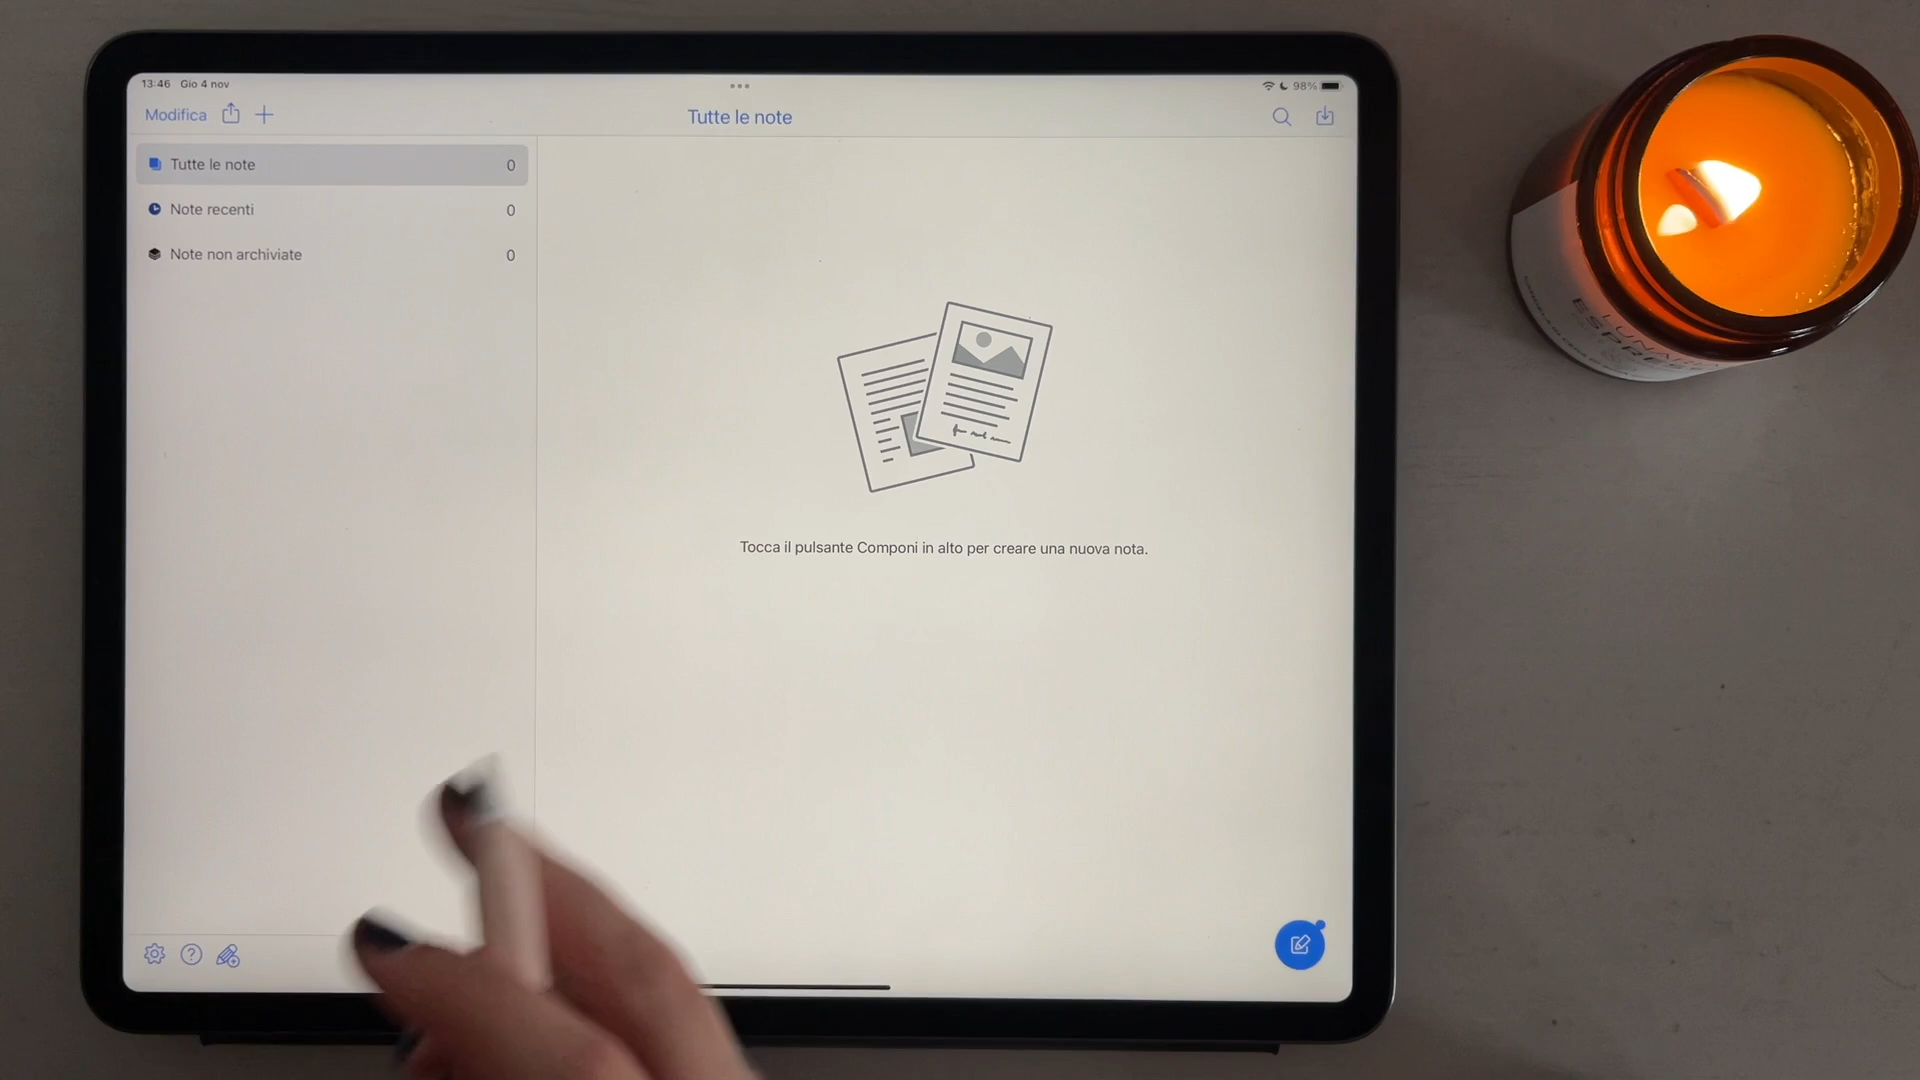 13:46 Gio 4 nov
98%
Modifica
Tutte le note
Tutte le note 0
Note recenti 0
Note non archiviate 0
Tocca il pulsante Componi in alto per creare una nuova nota.